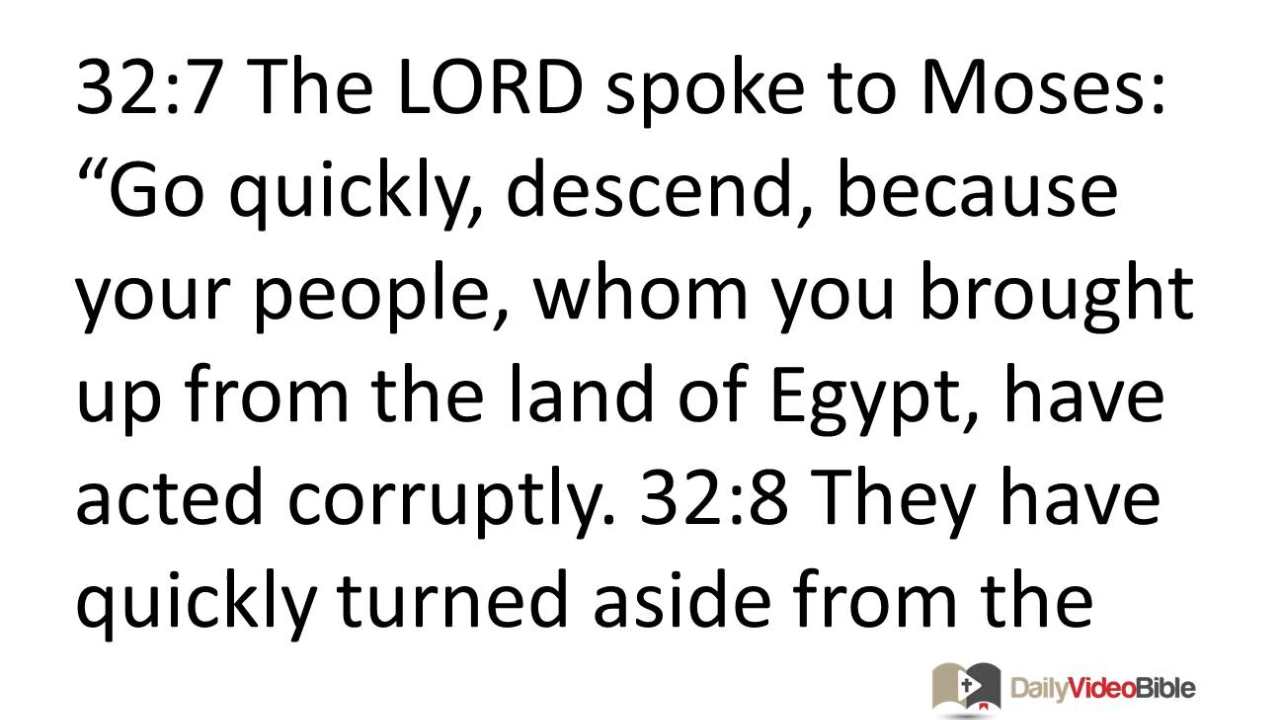 32:7 The LORD spoke to Moses:
“Go quickly, descend, because
your people, whom you brought
up from the land of Egypt, have
acted corruptly. 32:8 They have
quickly turned aside from the
DailyVideoBible